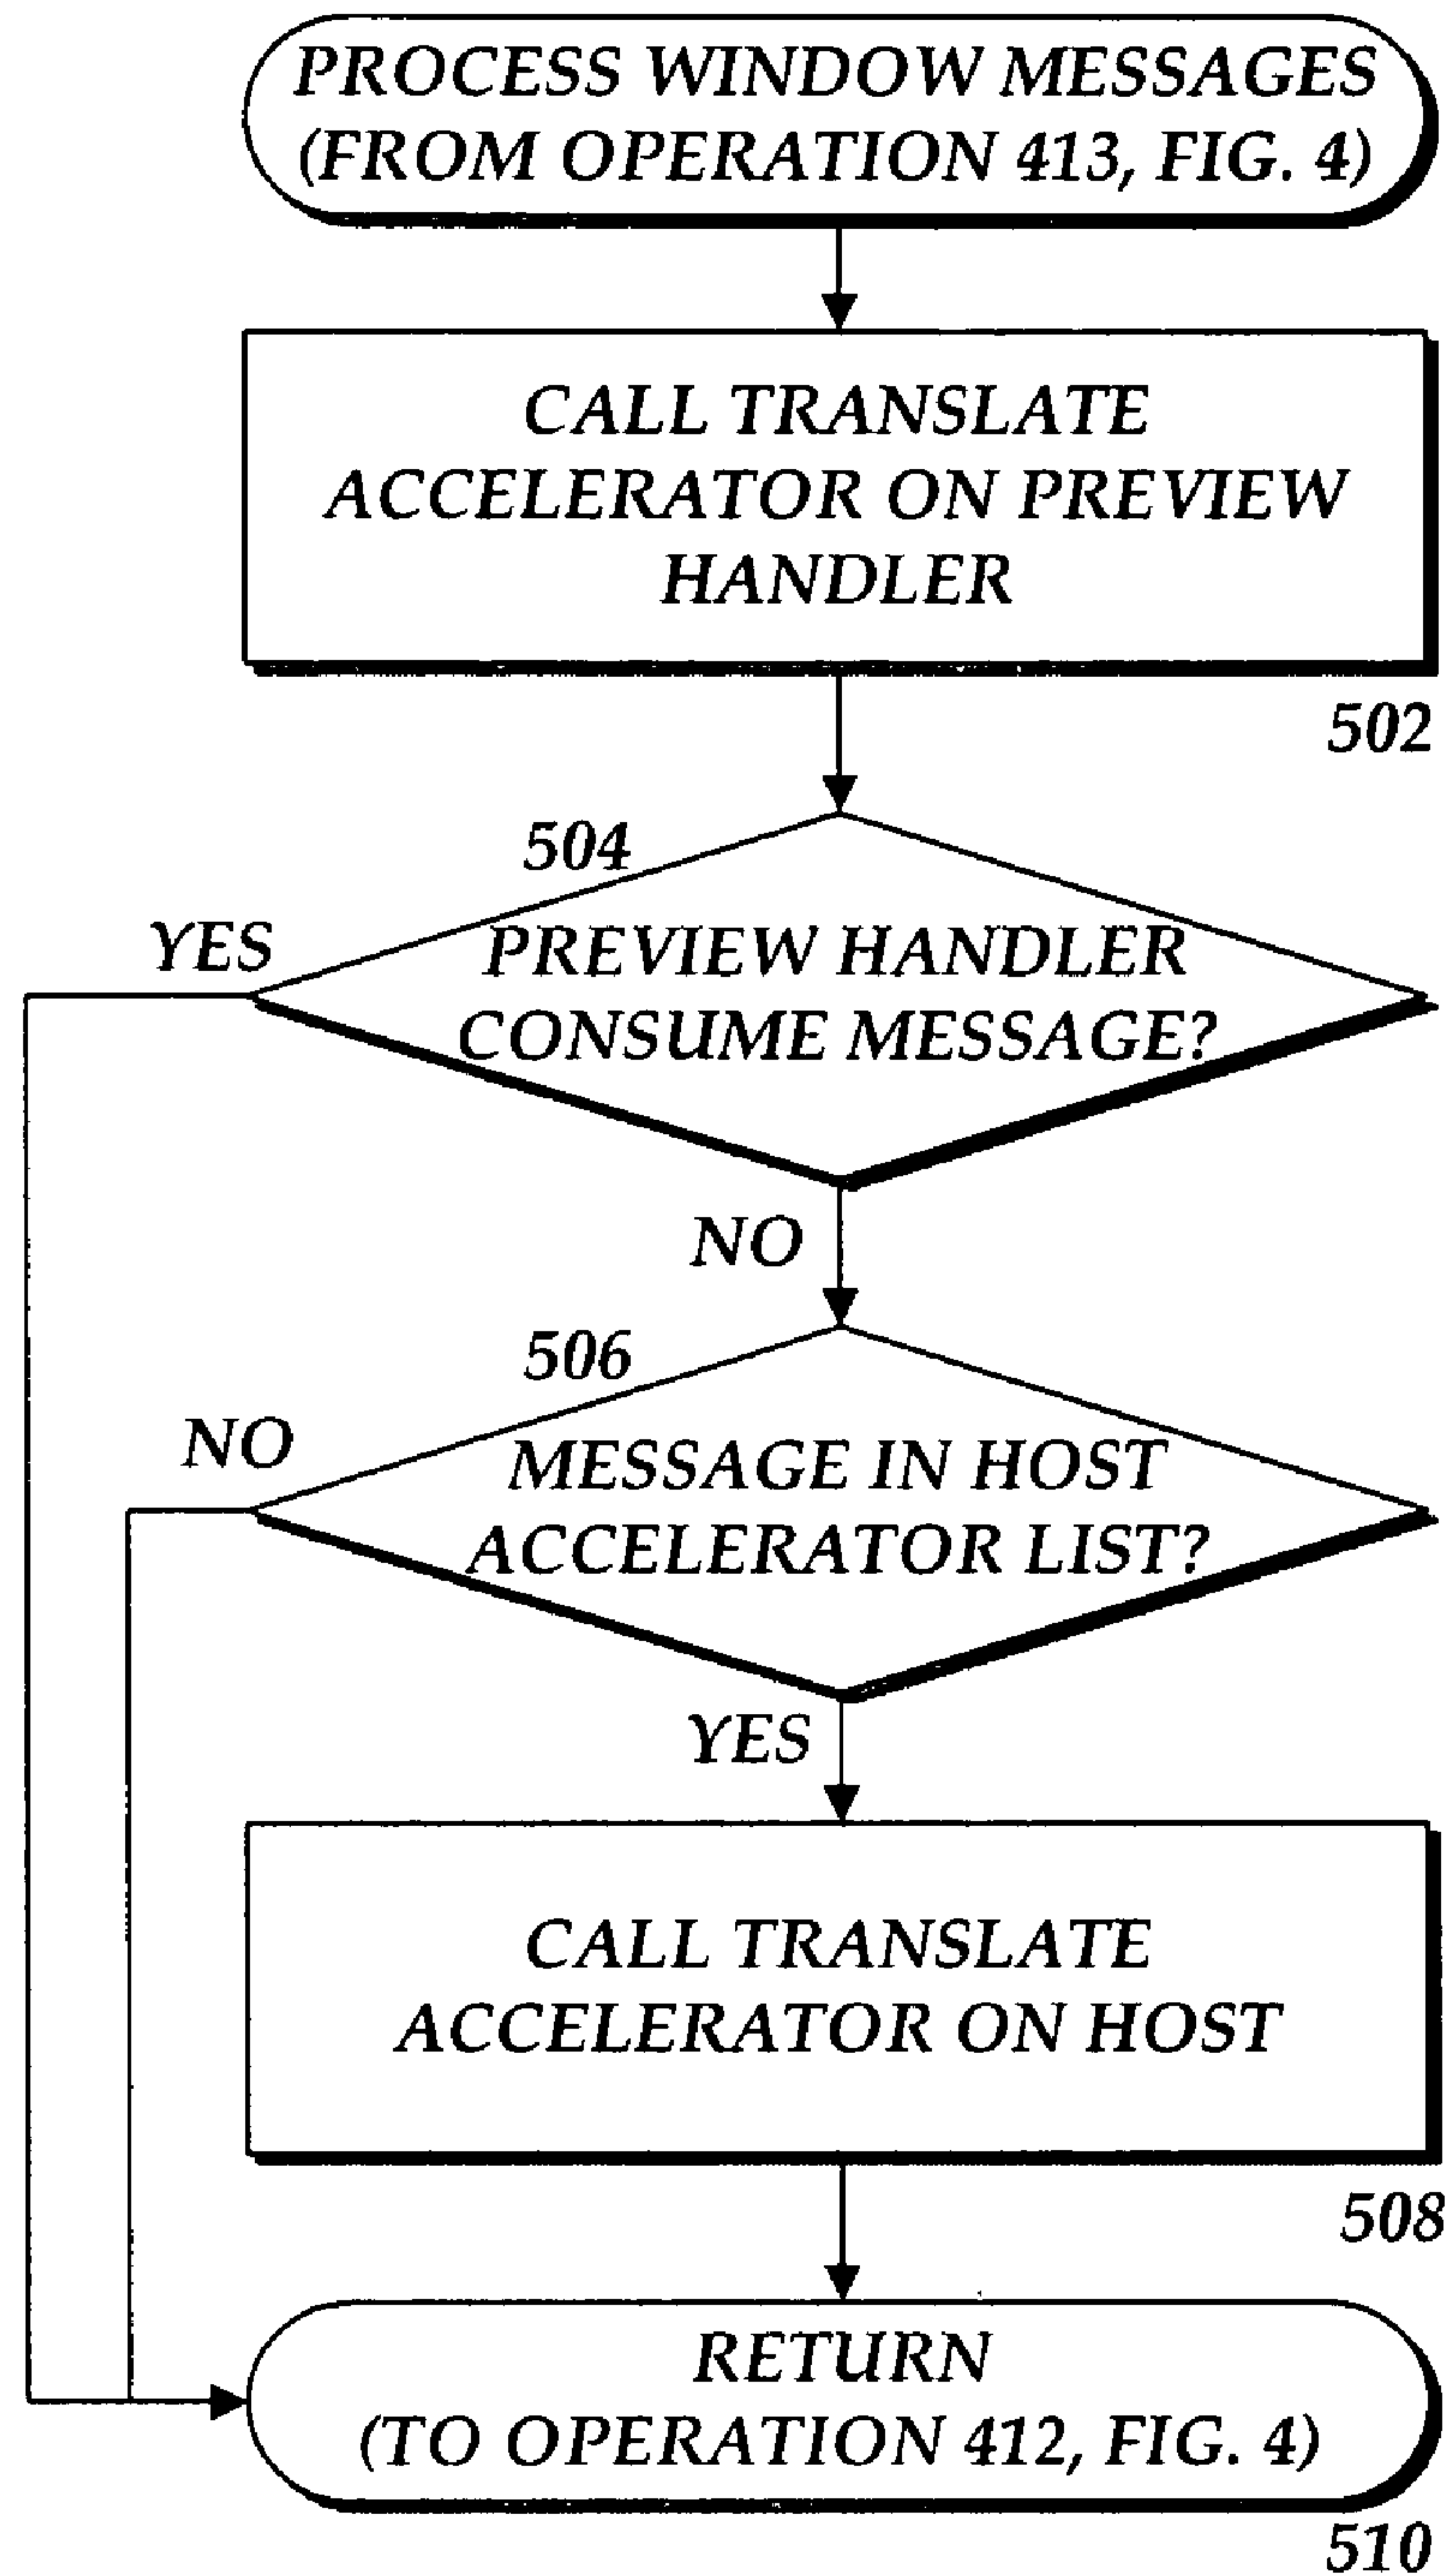 PROCESS WINDOW MESSAGES
(FROM OPERATION 413, FIG. 4)
CALL TRANSLATE
ACCELERATOR ON PREVIEW
HANDLER
502
504
YES
PREVIEW HANDLER
CONSUME MESSAGE?
NO
506
NO
MESSAGE IN HOST
ACCELERATOR LIST?
YES
CALL TRANSLATE
ACCELERATOR ON HOST
508
RETURN
(TO OPERATION 412, FIG. 4)
510